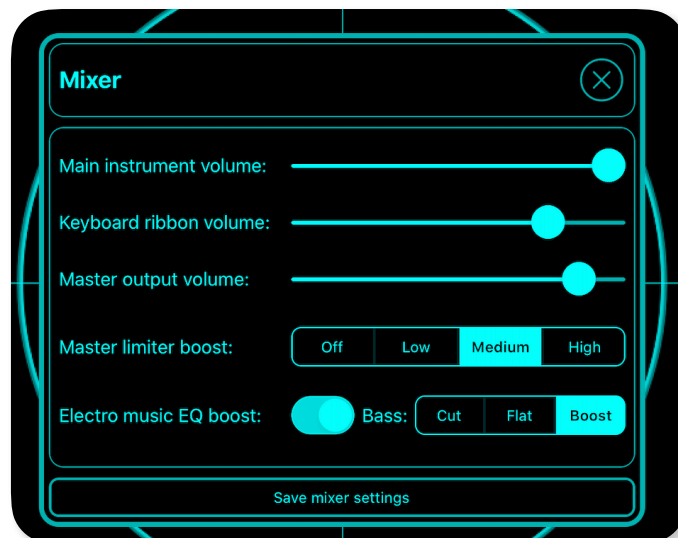 Mixer
Main instrument volume:
Keyboard ribbon volume:
Master output volume:
Master limiter boost: Off Low Medium High
Electro music EQ boost: Bass: Cut Flat Boost
Save mixer settings